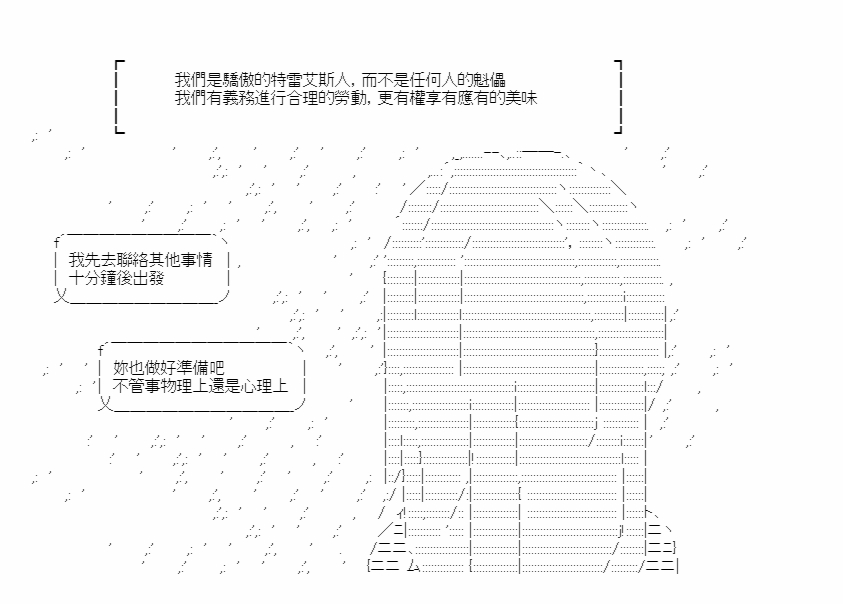 我們是驕傲的特雷艾斯人，而不是任何人的魁儡
我們有義務進行合理的勞動，更有權享有應有的美味
我先去聯絡其他事情
十分鐘後出發
妳也做好準備吧
不管事物理上還是心理上